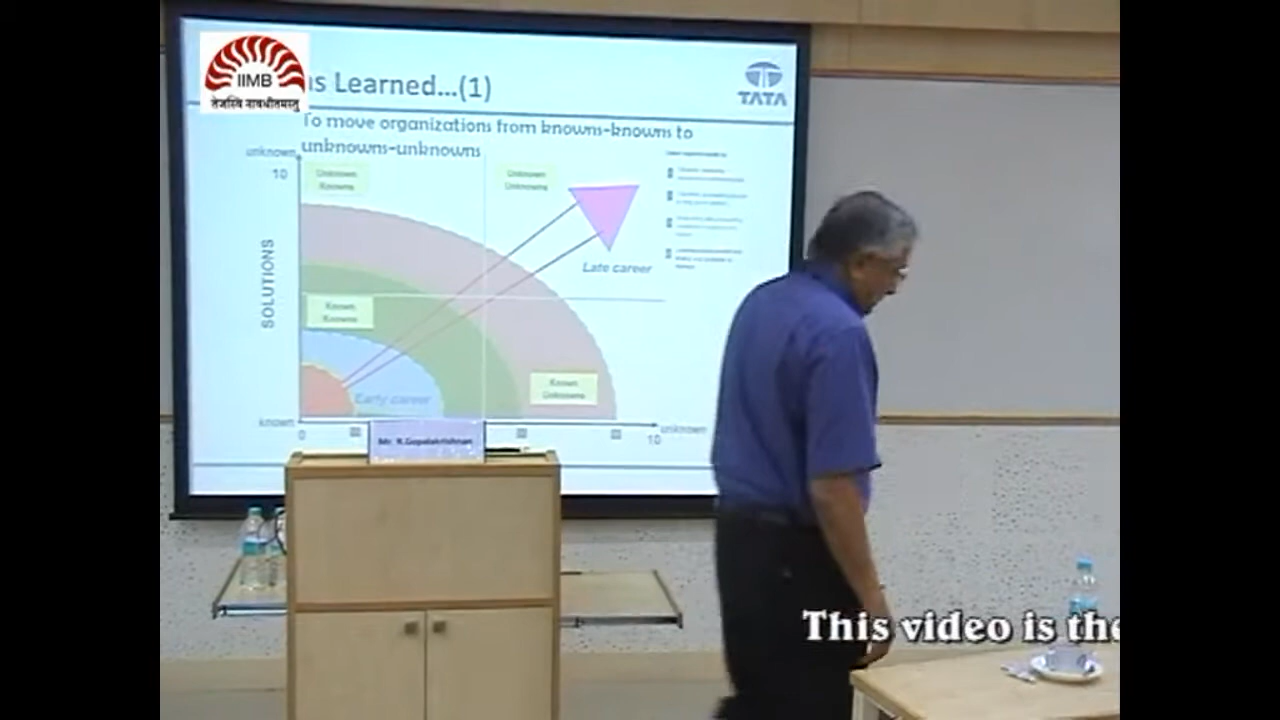 IIMB
तेजस्वि नावधीतमस्तु
s Learned...(1)
TATA
To move organizations from knowns-knowns to
unknowns-unknowns
unknown
10
Unknown
Knowns
Unknown
Unknowns
SOLUTIONS
Late career
Known
Knowns
Known
Unknowns
Early career
known
0
10
unknown
Mr. R.Gopalakrishnan
This video is the